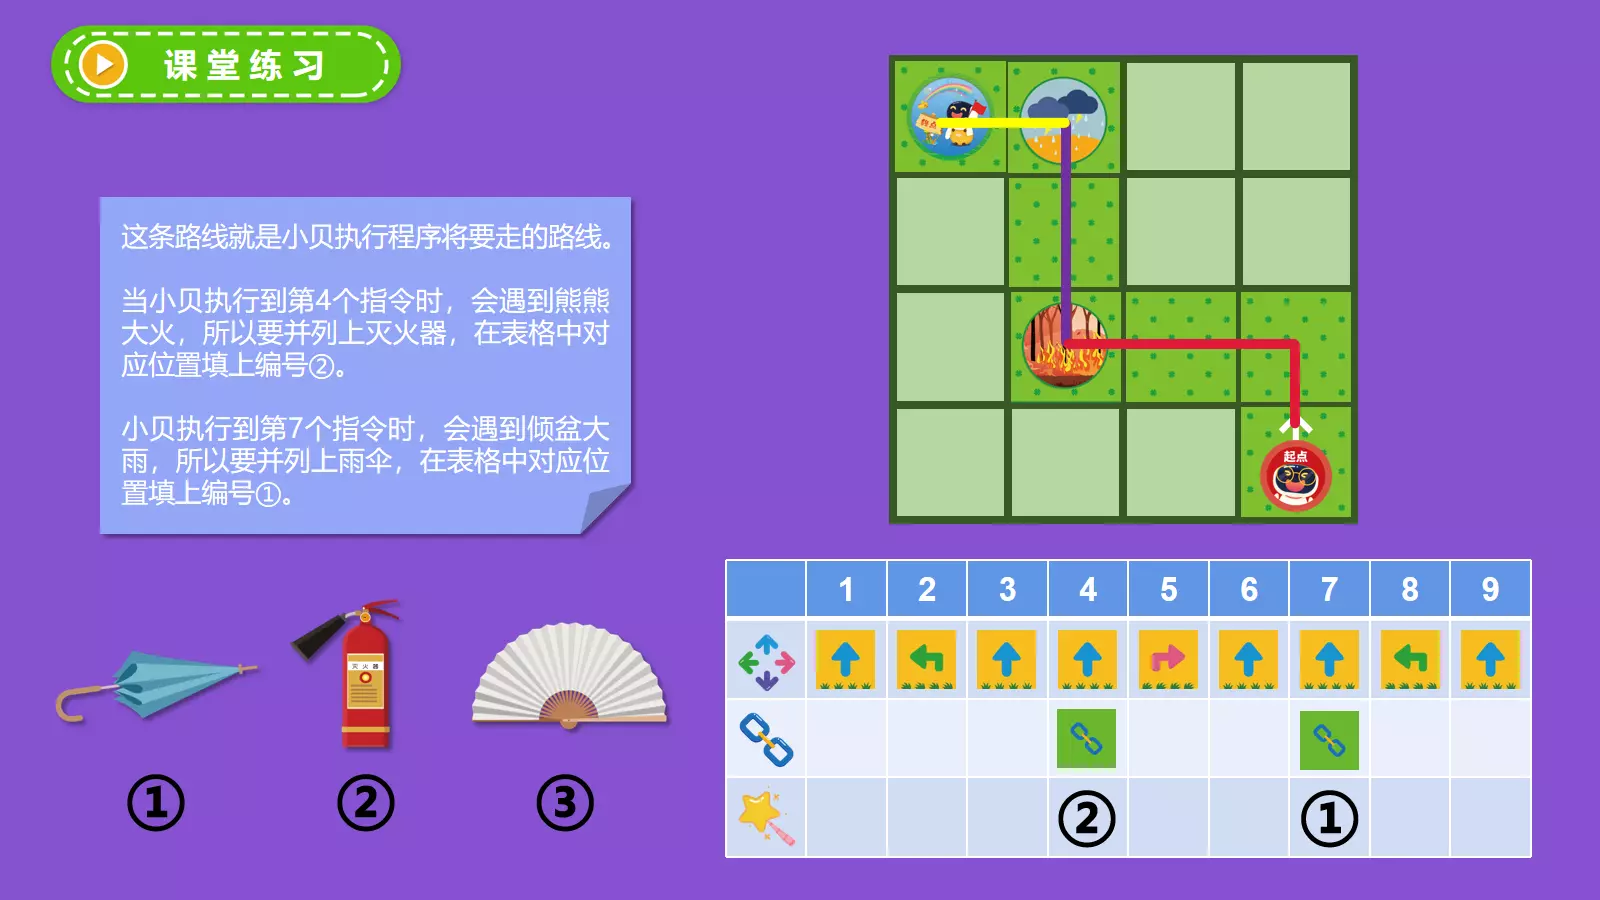 课堂练习
这条路线就是小贝执行程序将要走的路线。
当小贝执行到第4个指令时，会遇到熊熊
大火，所以要并列上灭火器，在表格中对
应位置填上编号②。
小贝执行到第7个指令时，会遇到倾盆大
雨，所以要并列上雨伞，在表格中对应位
置填上编号①。
起点
灭火器
① ② ③
1 2 3 4 5 6 7 8 9
② ①